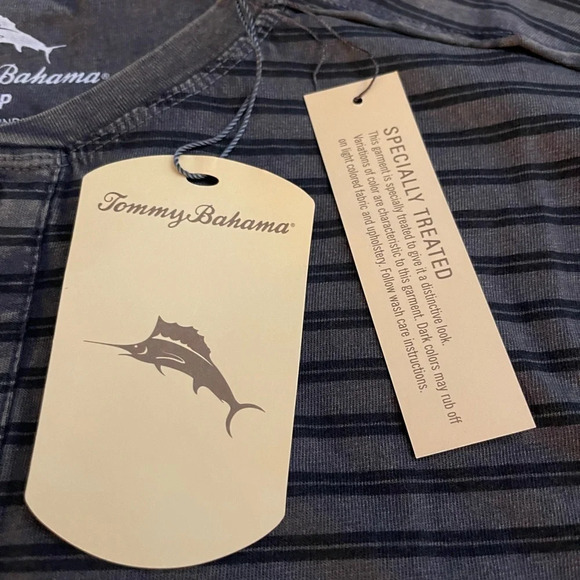 Bahama®
P
Tommy Bahama®
SPECIALLY TREATED
This garment is specially treated to give it a distinctive look.
Variations of color are characteristic to this garment. Dark colors may rub off
on light colored fabric and upholstery. Follow wash care instructions.